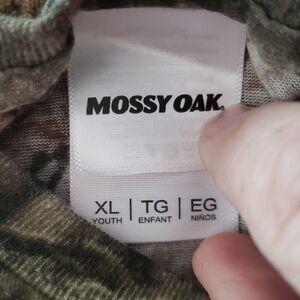 MOSSY OAK.
XL | TG | EG
YOUTH | ENFANT | NIÑOS